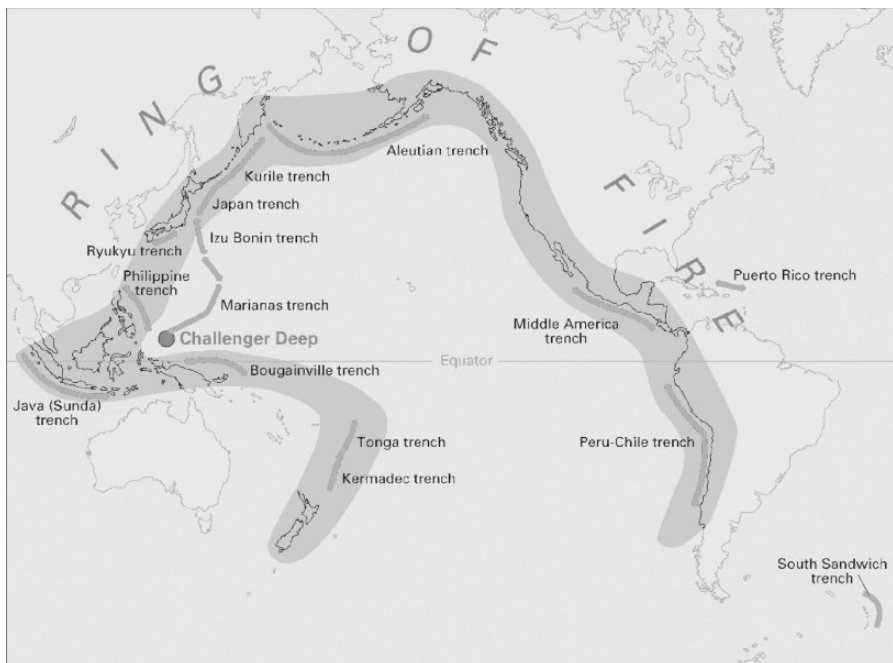 RING OF FIRE
Aleutian trench
Kurile trench
Japan trench
Izu Bonin trench
Ryukyu trench
Philippine
trench
Marianas trench
Challenger Deep
Puerto Rico trench
Middle America
trench
Equator
Bougainville trench
Java (Sunda)
trench
Tonga trench
Peru-Chile trench
Kermadec trench
South Sandwich
trench